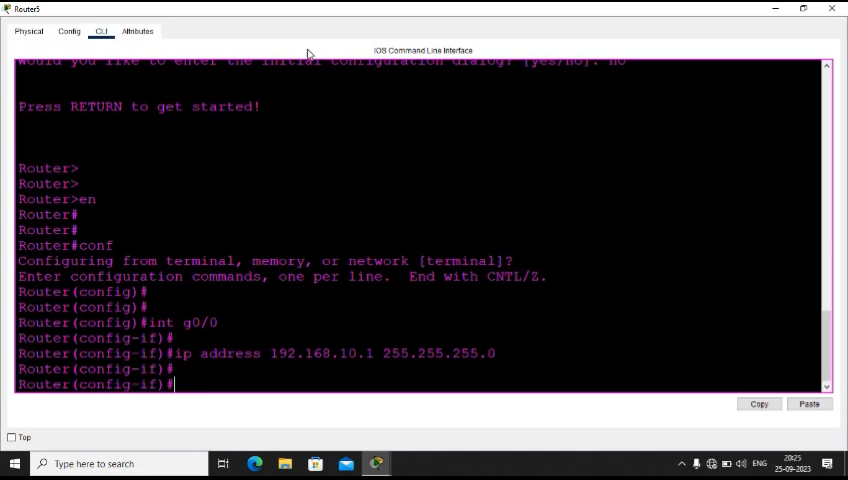 Router5
Physical Config CLI Attributes
IOS Command Line Interface
Would you like to enter the initial configuration dialog? [yes/no]: no
Press RETURN to get started!
Router>
Router>
Router>en
Router#
Router#
Router#conf
Configuring from terminal, memory, or network [terminal]?
Enter configuration commands, one per line.  End with CNTL/Z.
Router(config)#
Router(config)#
Router(config)#int g0/0
Router(config-if)#
Router(config-if)#ip address 192.168.10.1 255.255.255.0
Router(config-if)#
Router(config-if)#
Copy Paste
Top
Type here to search
ENG
20:25
25-09-2023